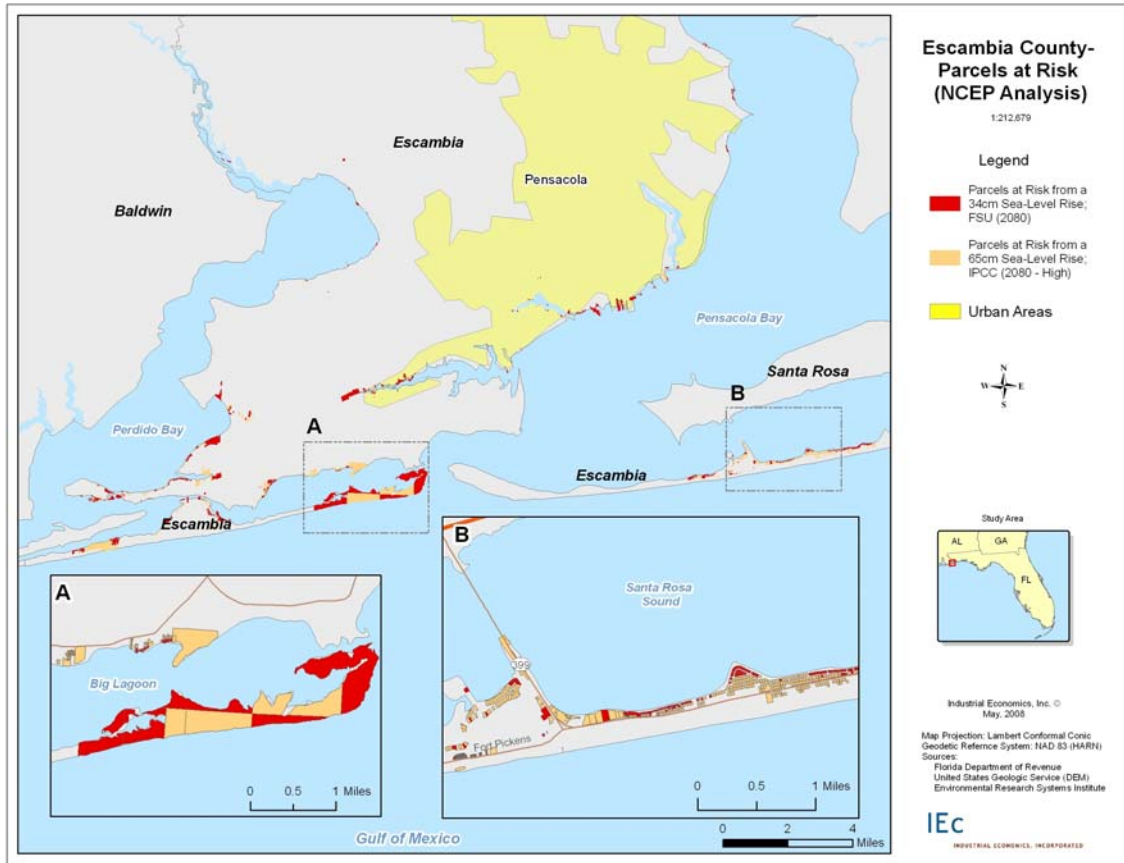 Escambia County-
Parcels at Risk
(NCEP Analysis)
1:212,679
Legend
Parcels at Risk from a
34cm Sea-Level Rise;
FSU (2080)
Parcels at Risk from a
65cm Sea-Level Rise;
IPCC (2080 - High)
Urban Areas
N
W E
S
Study Area
AL GA
FL
Industrial Economics, Inc. ©
May, 2008
Map Projection: Lambert Conformal Conic
Geodetic Refernce System: NAD 83 (HARN)
Sources:
Florida Department of Revenue
United States Geologic Service (DEM)
Environmental Research Systems Institute
IEc
INDUSTRIAL ECONOMICS, INCORPORATED
Escambia
Pensacola
Baldwin
Pensacola Bay
Santa Rosa
B
A
Perdido Bay
Escambia
Escambia
A
Big Lagoon
0 0.5 1 Miles
B
Santa Rosa
Sound
399
Fort Pickens
0 0.5 1 Miles
0 2 4
Miles
Gulf of Mexico